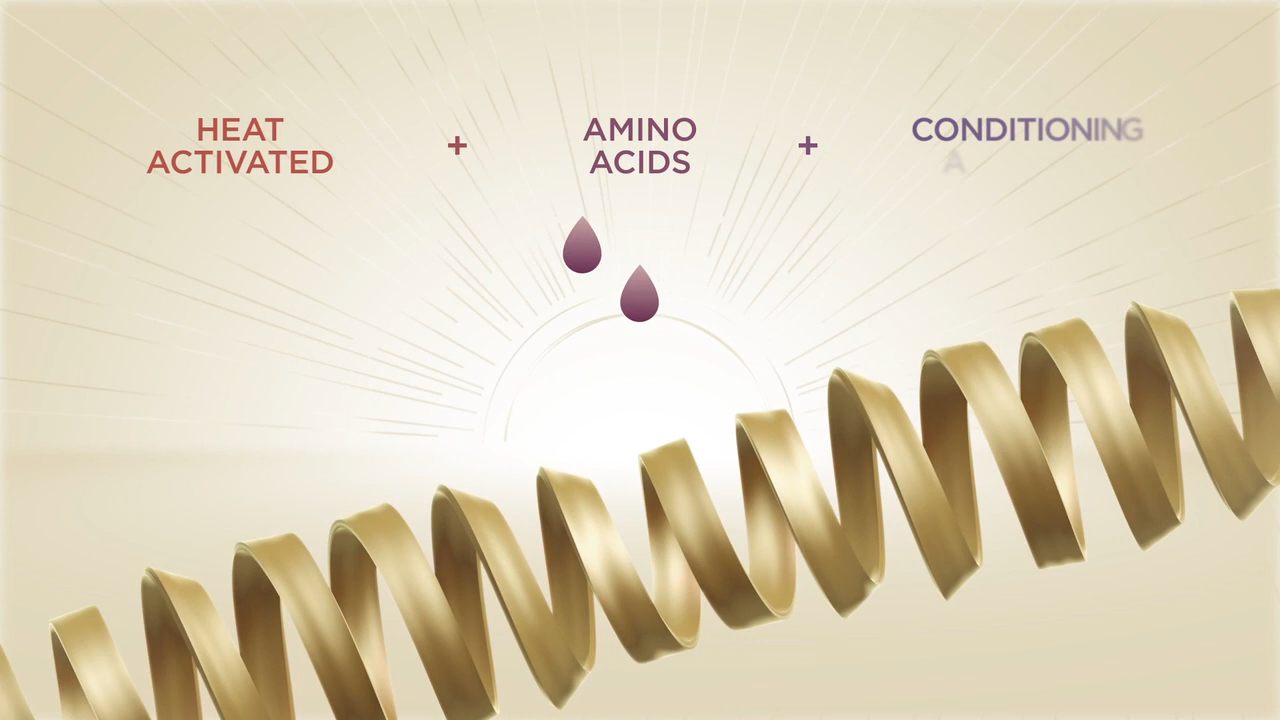 HEAT
ACTIVATED
+
AMINO
ACIDS
+
CONDITIONING
A